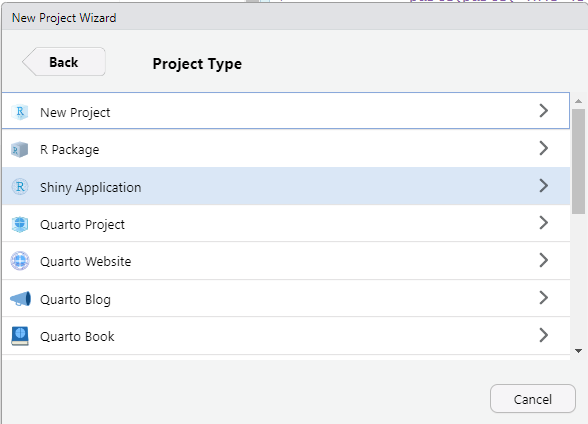 New Project Wizard
Back
Project Type
New Project
R Package
Shiny Application
Quarto Project
Quarto Website
Quarto Blog
Quarto Book
Cancel